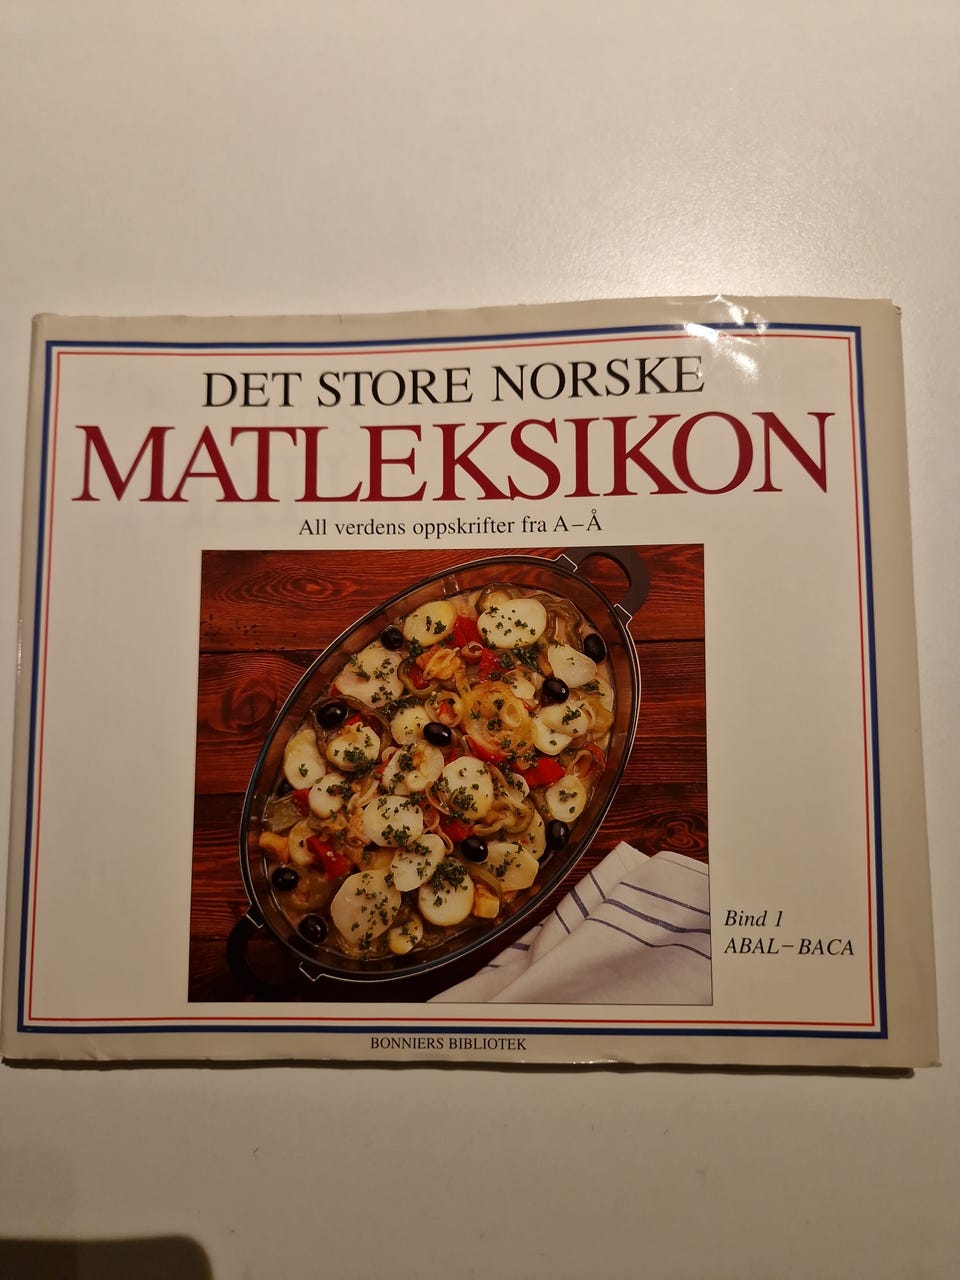 DET STORE NORSKE
MATLEKSIKON
All verdens oppskrifter fra A–Å
Bind 1
ABAL–BACA
BONNIERS BIBLIOTEK